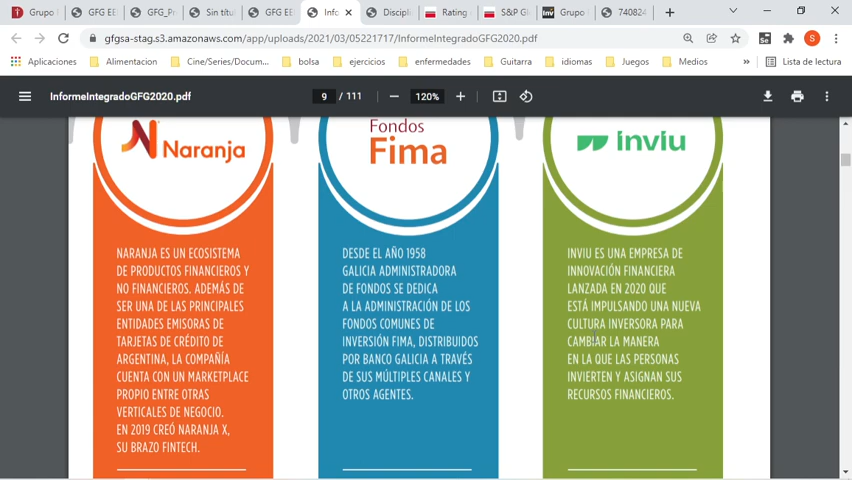 Grupo
GFG EE
GFG_Pr
Sin títu
GFG EE
Info
Discipli
Rating
S&P Gl
Inv
Grupo
740824
gfgsa-stag.s3.amazonaws.com/app/uploads/2021/03/05221717/InformeIntegradoGFG2020.pdf
Se
S
Aplicaciones
Alimentacion
Cine/Series/Docum...
bolsa
ejercicios
enfermedades
Guitarra
idiomas
Juegos
Medios
»
Lista de lectura
InformeIntegradoGFG2020.pdf
9 / 111
120%
Naranja
NARANJA ES UN ECOSISTEMA
DE PRODUCTOS FINANCIEROS Y
NO FINANCIEROS. ADEMÁS DE
SER UNA DE LAS PRINCIPALES
ENTIDADES EMISORAS DE
TARJETAS DE CRÉDITO DE
ARGENTINA, LA COMPAÑÍA
CUENTA CON UN MARKETPLACE
PROPIO ENTRE OTRAS
VERTICALES DE NEGOCIO.
EN 2019 CREÓ NARANJA X,
SU BRAZO FINTECH.
Fondos
Fima
DESDE EL AÑO 1958
GALICIA ADMINISTRADORA
DE FONDOS SE DEDICA
A LA ADMINISTRACIÓN DE LOS
FONDOS COMUNES DE
INVERSIÓN FIMA, DISTRIBUIDOS
POR BANCO GALICIA A TRAVÉS
DE SUS MÚLTIPLES CANALES Y
OTROS AGENTES.
inviu
INVIU ES UNA EMPRESA DE
INNOVACIÓN FINANCIERA
LANZADA EN 2020 QUE
ESTÁ IMPULSANDO UNA NUEVA
CULTURA INVERSORA PARA
CAMBIAR LA MANERA
EN LA QUE LAS PERSONAS
INVIERTEN Y ASIGNAN SUS
RECURSOS FINANCIEROS.